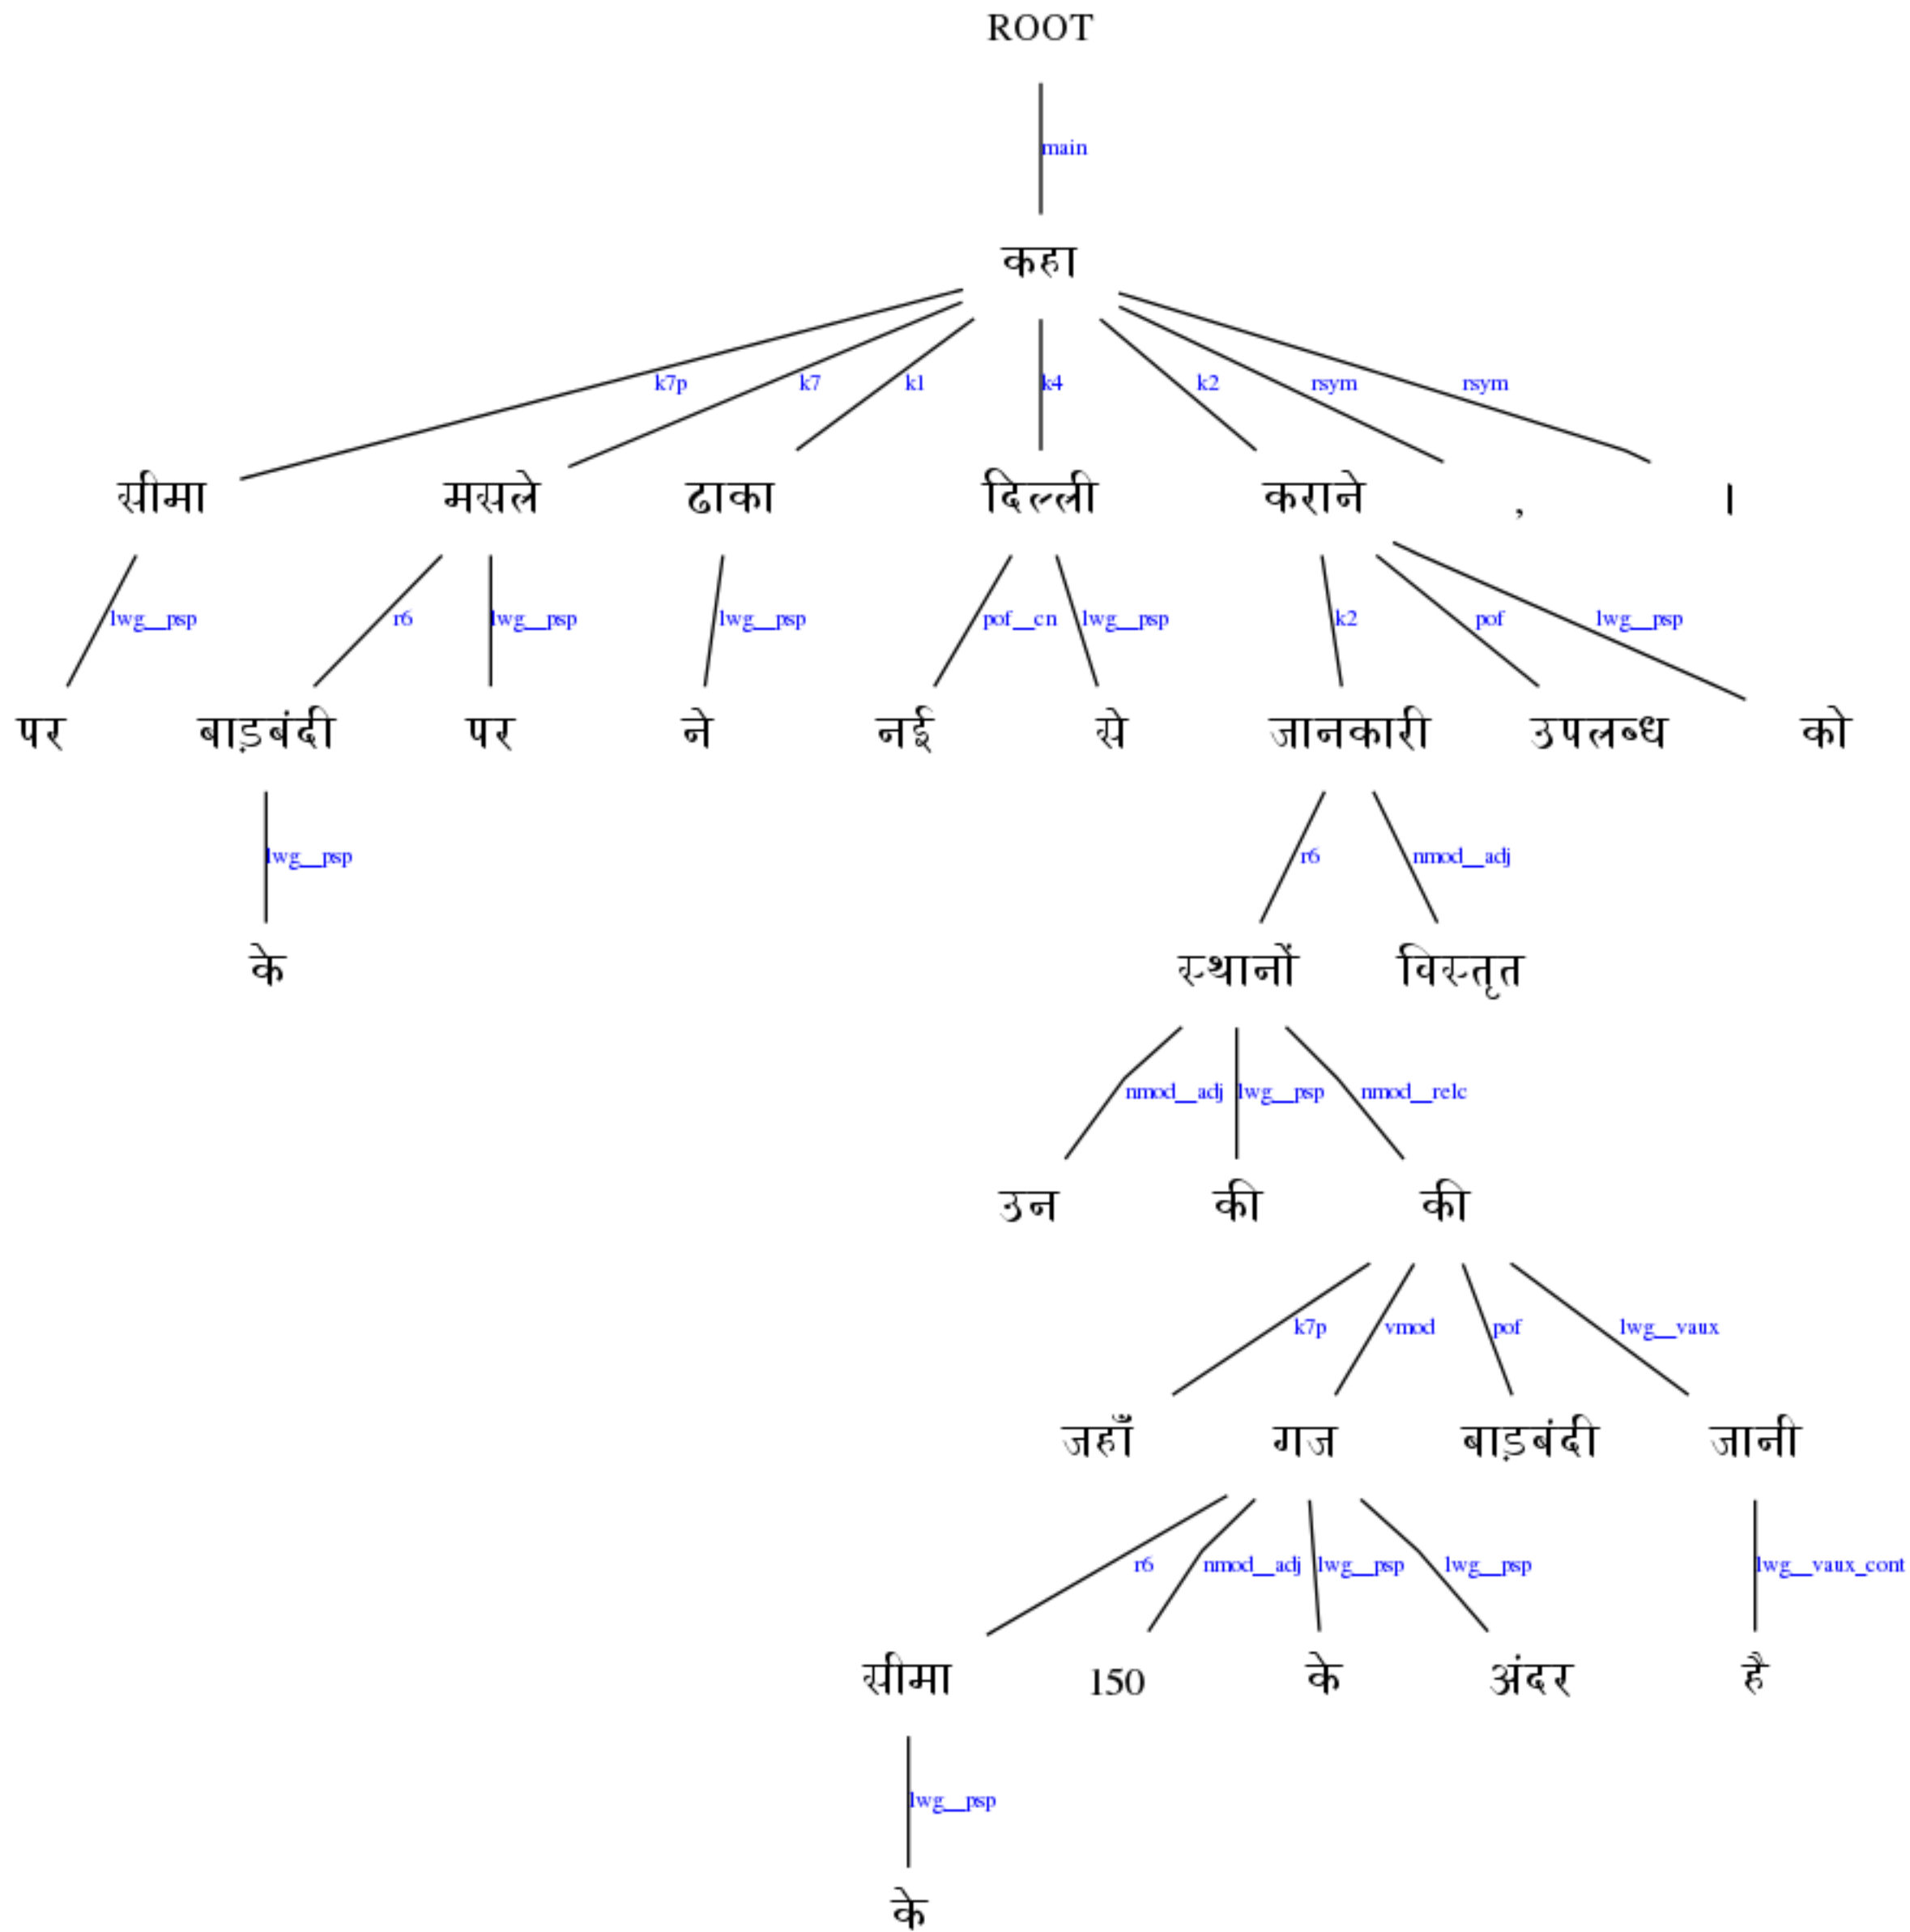 ROOT
main
कहा
k7p k7 k1 k4 k2 rsym rsym
सीमा मसले ढाका दिल्ली कराने , ।
lwg__psp r6 lwg__psp lwg__psp pof__cn lwg__psp k2 pof lwg__psp
पर बाड़बंदी पर ने नई से जानकारी उपलब्ध को
lwg__psp r6 nmod__adj
के स्थानों विस्तृत
nmod__adj lwg__psp nmod__relc
उन की की
k7p vmod pof lwg__vaux
जहाँ गज बाड़बंदी जानी
r6 nmod__adj lwg__psp lwg__psp lwg__vaux_cont
सीमा 150 के अंदर है
lwg__psp
के